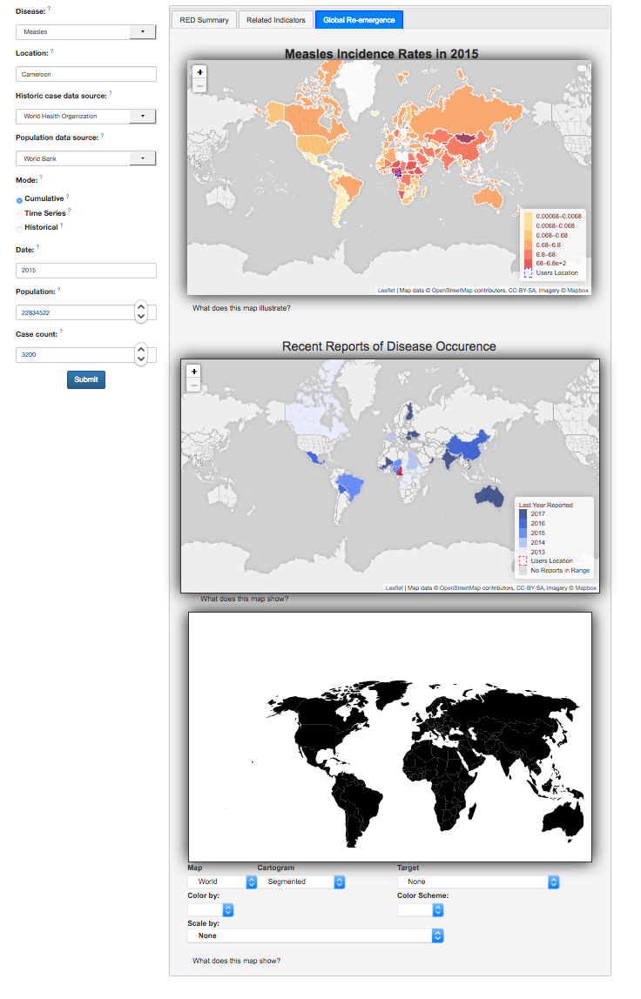 Disease: ?
Measles
Location: ?
Cameroon
Historic case data source: ?
World Health Organization
Population data source: ?
World Bank
Mode: ?
Cumulative ?
Time Series ?
Historical ?
Date: ?
2015
Population: ?
22834522
Case count: ?
3200
Submit
RED Summary
Related Indicators
Global Re-emergence
Measles Incidence Rates in 2015
+
−
0.00068–0.0068
0.0068–0.068
0.068–0.68
0.68–6.8
6.8–68
68–6.8e+2
Users Location
Leaflet | Map data © OpenStreetMap contributors, CC-BY-SA, Imagery © Mapbox
What does this map illustrate?
Recent Reports of Disease Occurence
+
−
Last Year Reported
2017
2016
2015
2014
2013
Users Location
No Reports in Range
Leaflet | Map data © OpenStreetMap contributors, CC-BY-SA, Imagery © Mapbox
What does this map show?
Map Cartogram Target
World Segmented None
Color by: Color Scheme:
Scale by:
None
What does this map show?